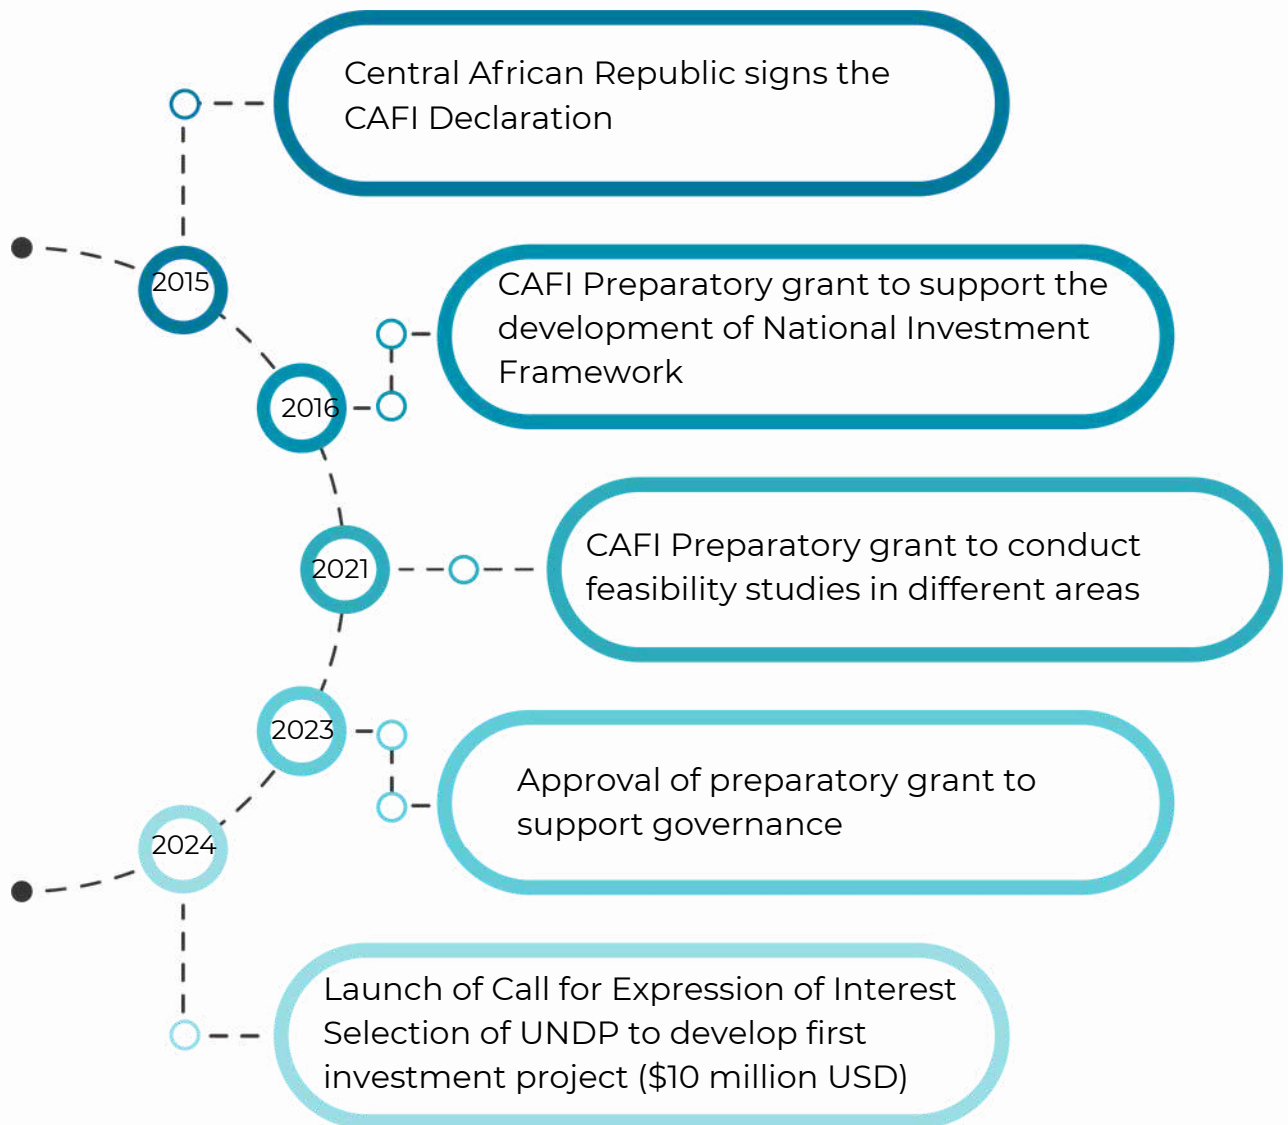 Central African Republic signs the
CAFI Declaration
2015
CAFI Preparatory grant to support the
development of National Investment
Framework
2016
CAFI Preparatory grant to conduct
feasibility studies in different areas
2021
2023
Approval of preparatory grant to
support governance
2024
Launch of Call for Expression of Interest
Selection of UNDP to develop first
investment project ($10 million USD)